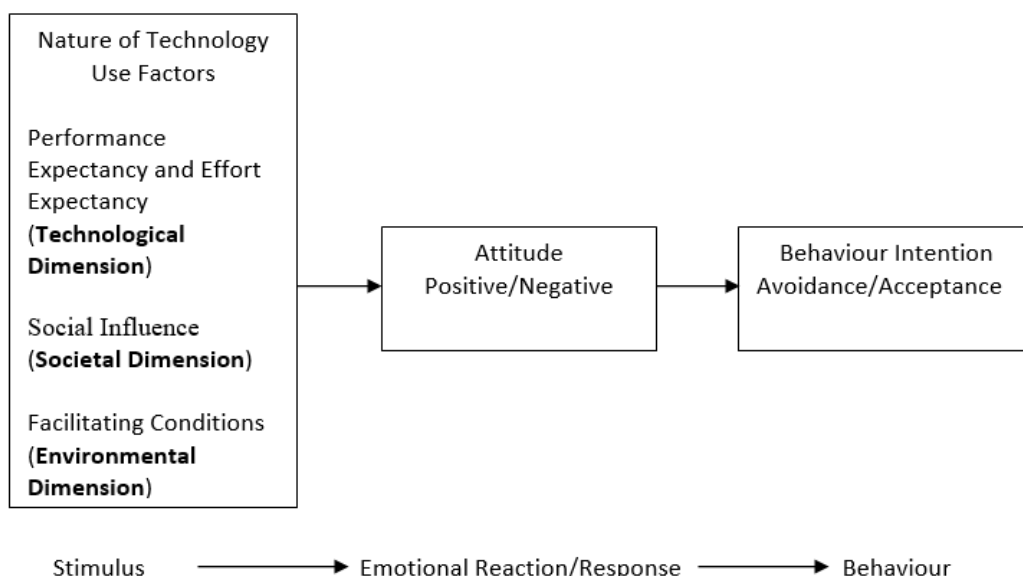 Nature of Technology
Use Factors
Performance
Expectancy and Effort
Expectancy
(Technological
Dimension)
Social Influence
(Societal Dimension)
Facilitating Conditions
(Environmental
Dimension)
Attitude
Positive/Negative
Behaviour Intention
Avoidance/Acceptance
Stimulus Emotional Reaction/Response Behaviour